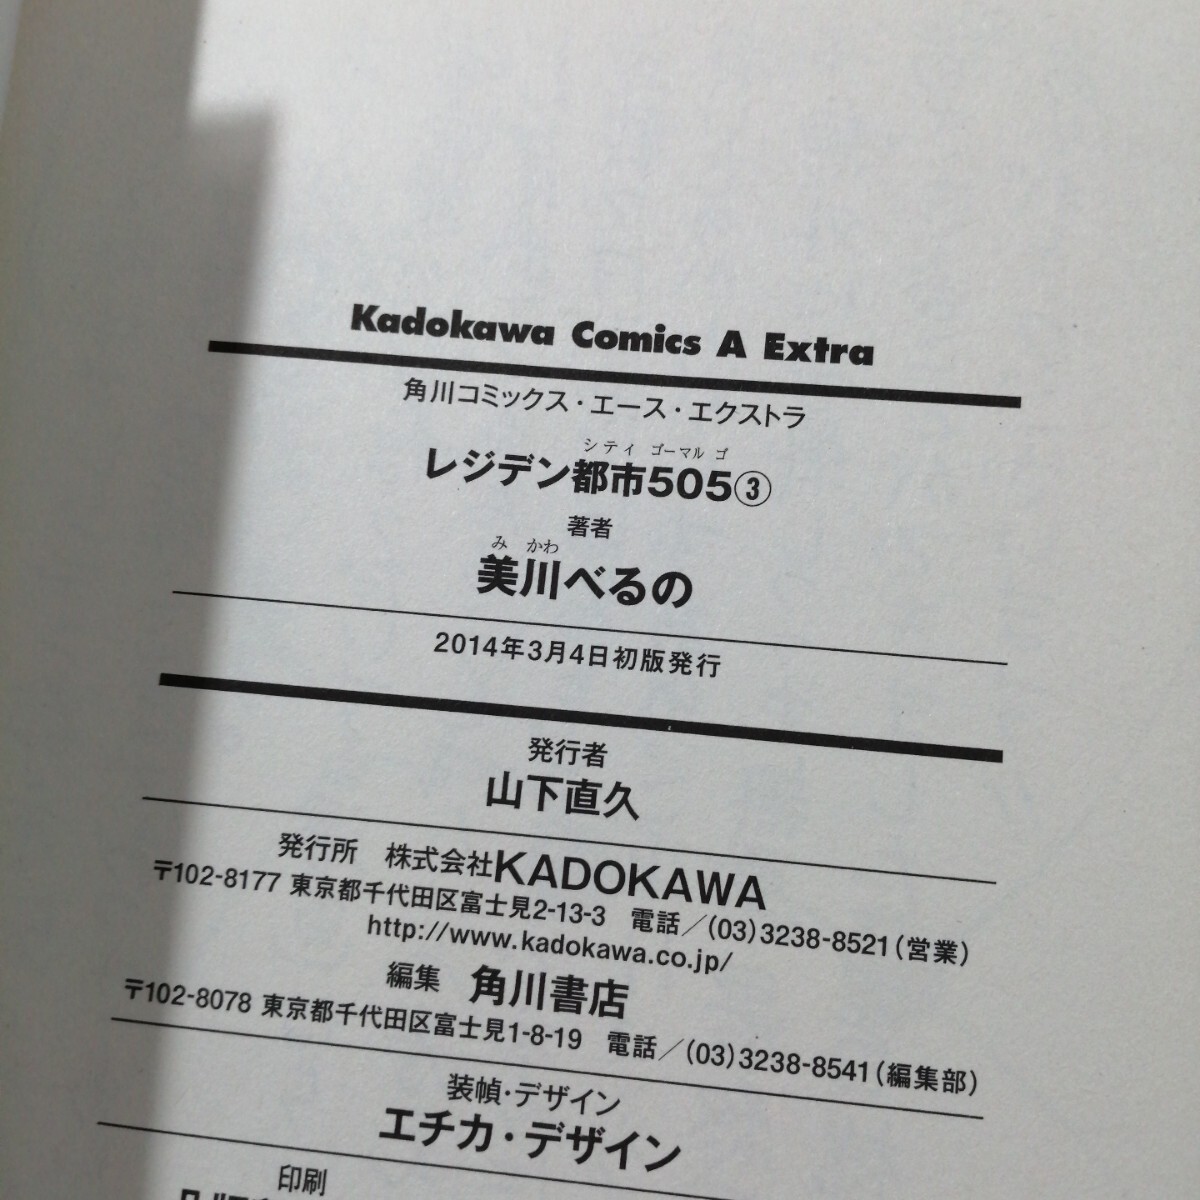 Kadokawa Comics A Extra
角川コミックス・エース・エクストラ
シティ ゴーマル ゴ
レジデン都市505③
著者
み かわ
美川べるの
2014年3月4日初版発行
発行者
山下直久
発行所 株式会社KADOKAWA
〒102-8177 東京都千代田区富士見2-13-3 電話／(03)3238-8521(営業)
http://www.kadokawa.co.jp/
編集 角川書店
〒102-8078 東京都千代田区富士見1-8-19 電話／(03)3238-8541(編集部)
装幀・デザイン
エチカ・デザイン
印刷